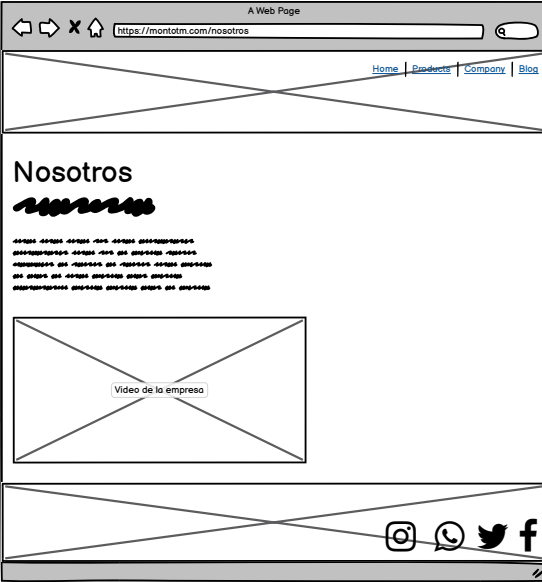 A Web Page
https://montotm.com/nosotros
Home Products Company Blog
Nosotros
Video de la empresa